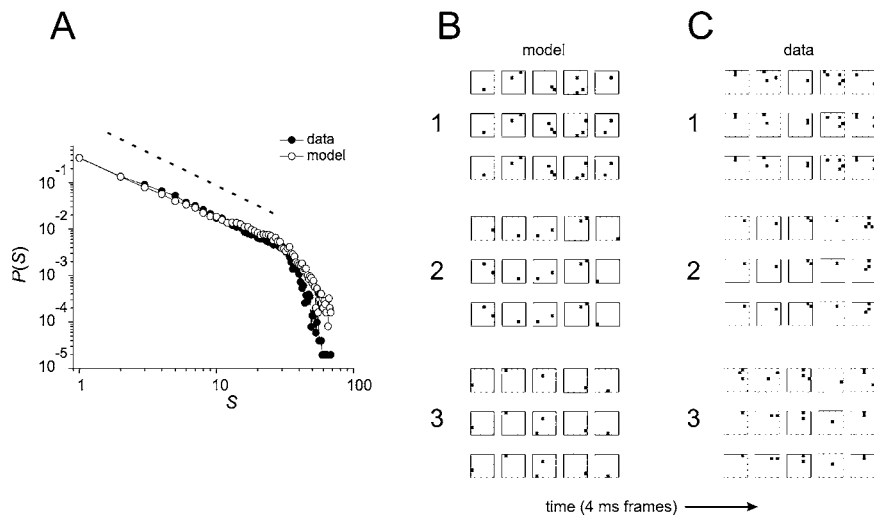 A
B
C
model
data
data
model
10⁻¹
10⁻²
10⁻³
10⁻⁴
10⁻⁵
P(S)
1
10
100
S
1
2
3
1
2
3
time (4 ms frames)